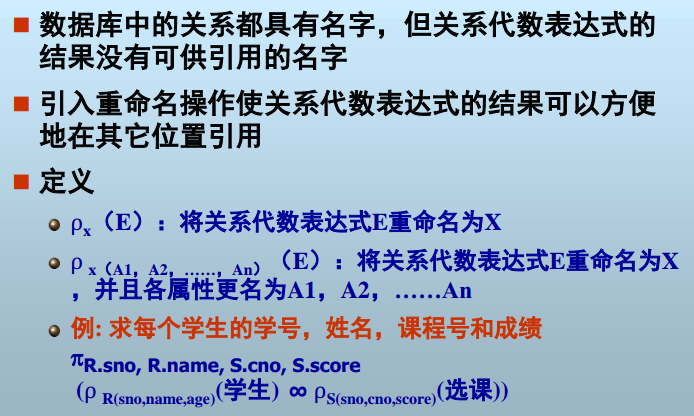 数据库中的关系都具有名字，但关系代数表达式的
结果没有可供引用的名字
引入重命名操作使关系代数表达式的结果可以方便
地在其它位置引用
定义
ρx（E）：将关系代数表达式E重命名为X
ρ x（A1，A2，……，An）（E）：将关系代数表达式E重命名为X
，并且各属性更名为A1，A2，……An
例: 求每个学生的学号，姓名，课程号和成绩
πR.sno, R.name, S.cno, S.score
(ρ R(sno,name,age)(学生) ∞ ρS(sno,cno,score)(选课))